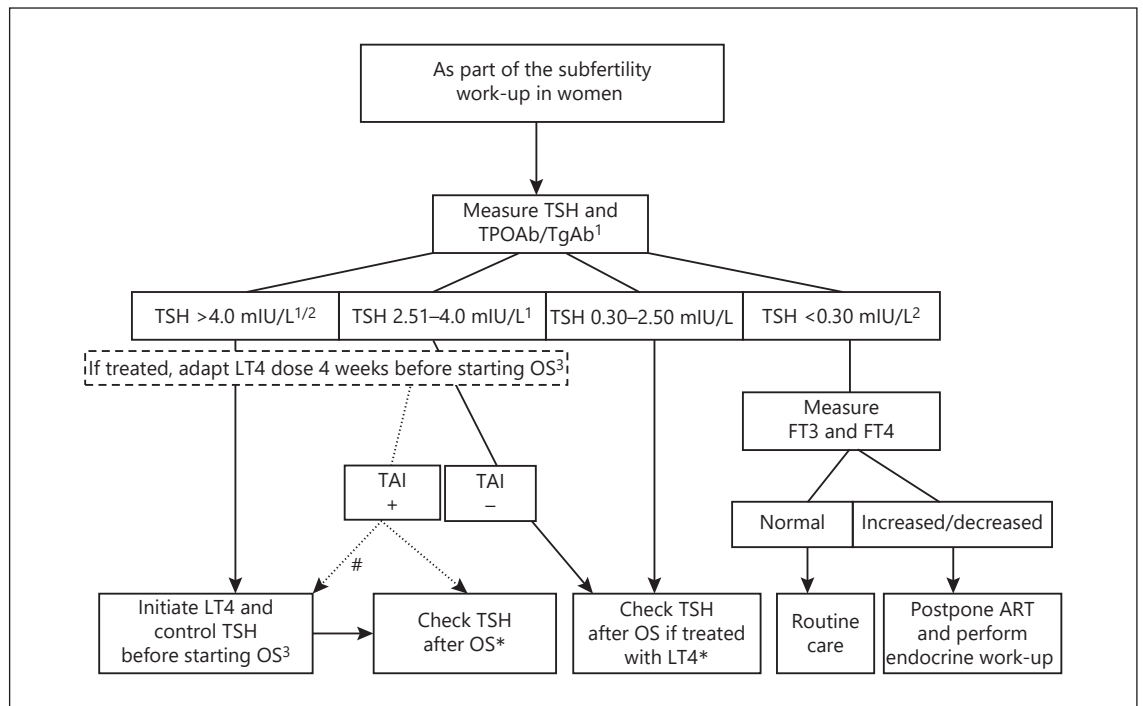 As part of the subfertility
work-up in women
Measure TSH and
TPOAb/TgAb¹
TSH >4.0 mIU/L¹/²
TSH 2.51–4.0 mIU/L¹
TSH 0.30–2.50 mIU/L
TSH <0.30 mIU/L²
If treated, adapt LT4 dose 4 weeks before starting OS³
Measure
FT3 and FT4
TAI
+
TAI
–
Normal
Increased/decreased
#
Initiate LT4 and
control TSH
before starting OS³
Check TSH
after OS*
Check TSH
after OS if treated
with LT4*
Routine
care
Postpone ART
and perform
endocrine work-up